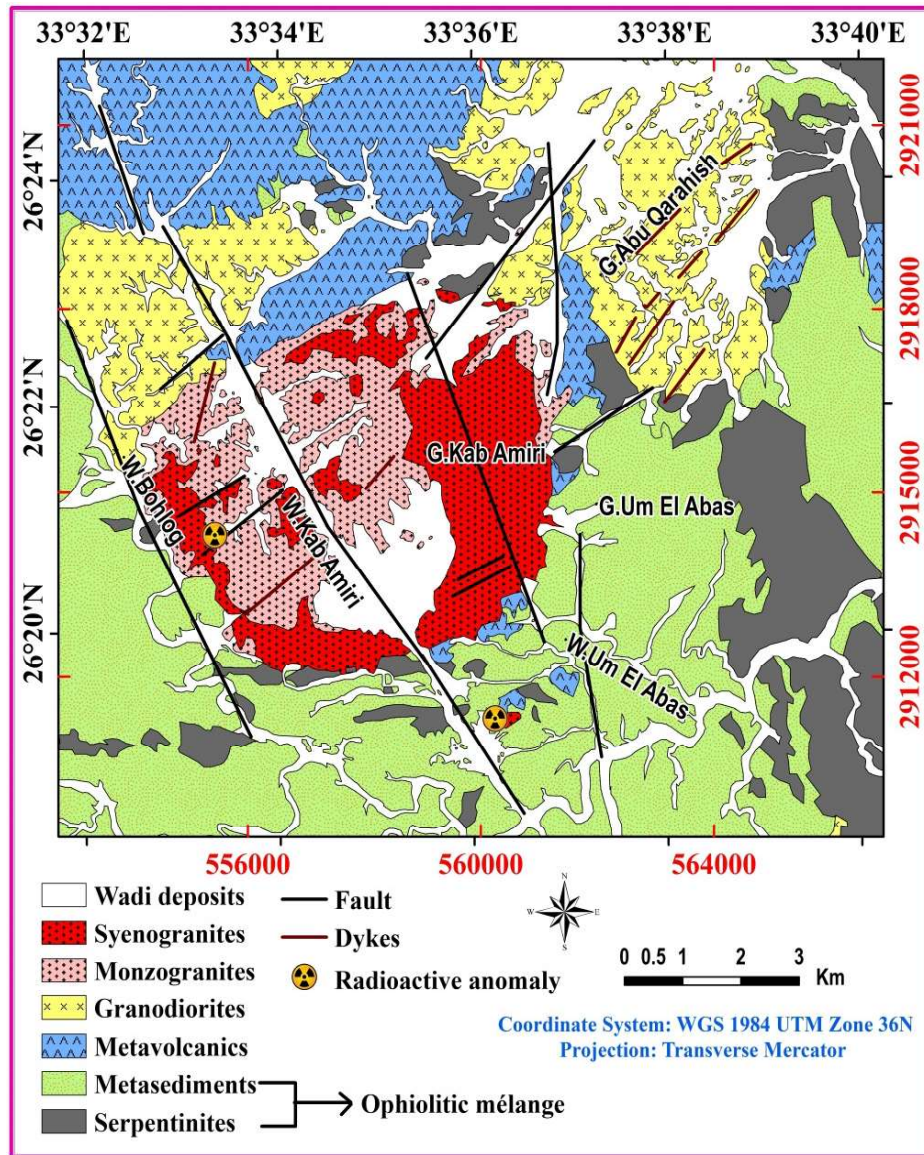 33°32'E 33°34'E 33°36'E 33°38'E 33°40'E
26°24'N
26°22'N
26°20'N
2921000
2918000
2915000
2912000
G.Abu Qarahish
G.Kab Amiri
G.Um El Abas
W.Bohlog
W.Kab Amiri
W.Um El Abas
556000 560000 564000
Wadi deposits
Syenogranites
Monzogranites
Granodiorites
Metavolcanics
Metasediments
Serpentinites
Ophiolitic mélange
Fault
Dykes
Radioactive anomaly
N
W E
S
0 0.5 1 2 3
Km
Coordinate System: WGS 1984 UTM Zone 36N
Projection: Transverse Mercator